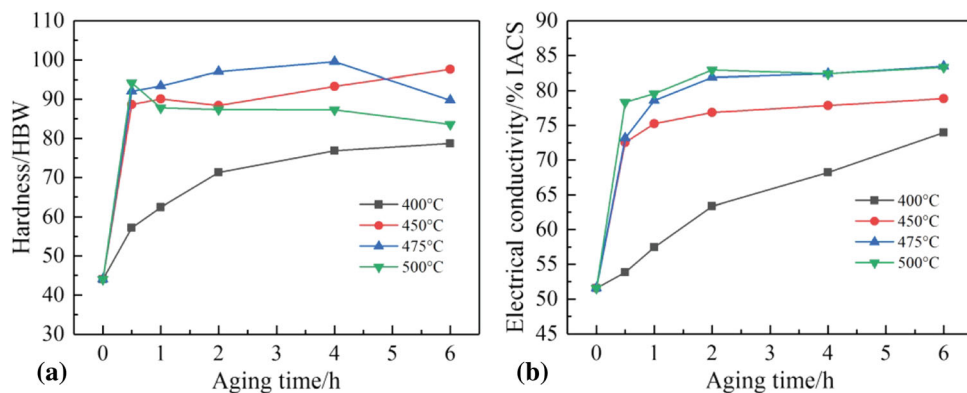 110
100
90
80
70
60
50
40
30
Hardness/HBW
400°C
450°C
475°C
500°C
0 1 2 3 4 5 6
Aging time/h
(a)
90
85
80
75
70
65
60
55
50
45
Electrical conductivity/% IACS
400°C
450°C
475°C
500°C
0 1 2 3 4 5 6
Aging time/h
(b)